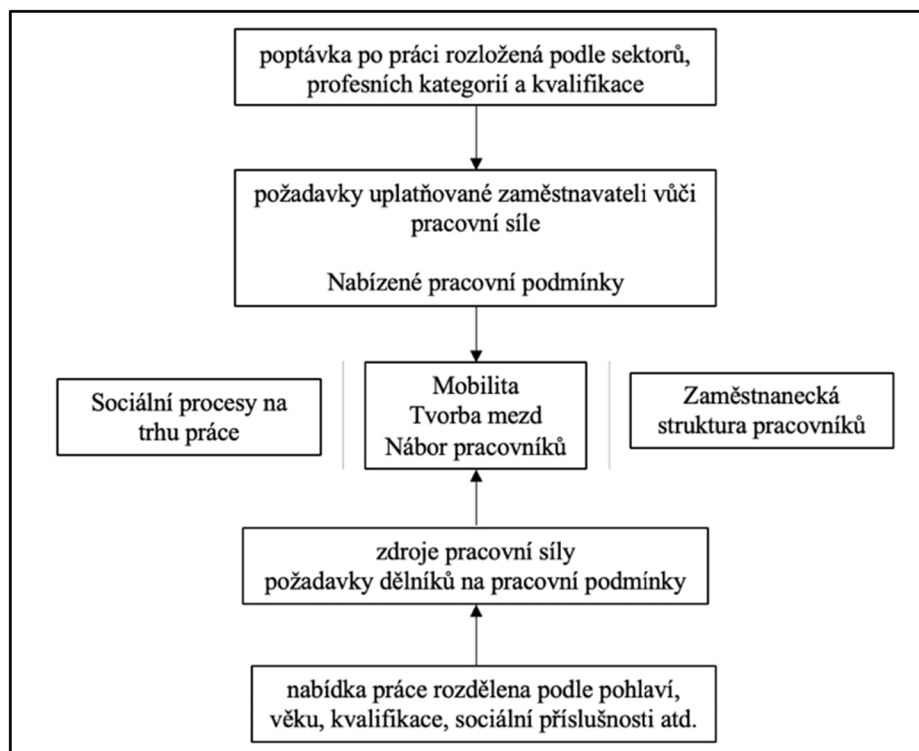 poptávka po práci rozložená podle sektorů,
profesních kategorií a kvalifikace
požadavky uplatňované zaměstnavateli vůči
pracovní síle
Nabízené pracovní podmínky
Sociální procesy na
trhu práce
Mobilita
Tvorba mezd
Nábor pracovníků
Zaměstnanecká
struktura pracovníků
zdroje pracovní síly
požadavky dělníků na pracovní podmínky
nabídka práce rozdělena podle pohlaví,
věku, kvalifikace, sociální příslušnosti atd.